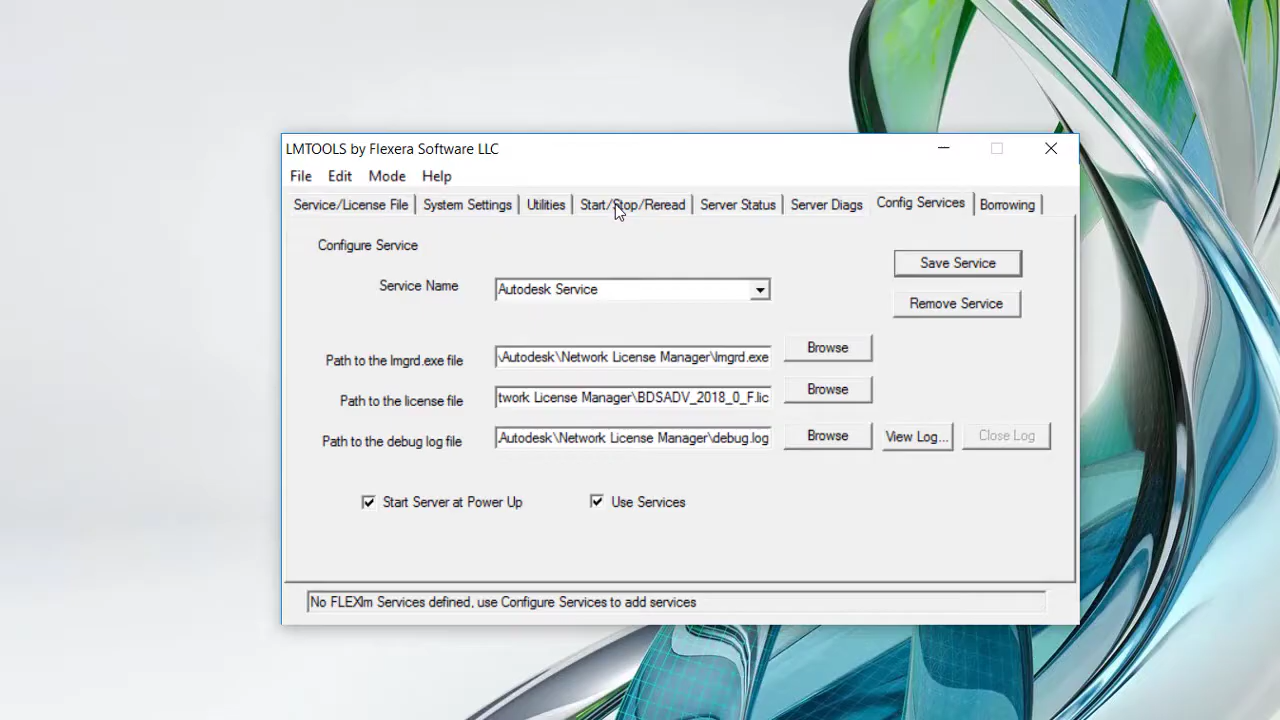 LMTOOLS by Flexera Software LLC
File Edit Mode Help
Service/License File System Settings Utilities Start/Stop/Reread Server Status Server Diags Config Services Borrowing
Configure Service
Save Service
Service Name Autodesk Service
Remove Service
Path to the lmgrd.exe file \Autodesk\Network License Manager\lmgrd.exe Browse
Path to the license file twork License Manager\BDSADV_2018_0_F.lic Browse
Path to the debug log file Autodesk\Network License Manager\debug.log Browse View Log... Close Log
Start Server at Power Up Use Services
No FLEXlm Services defined, use Configure Services to add services